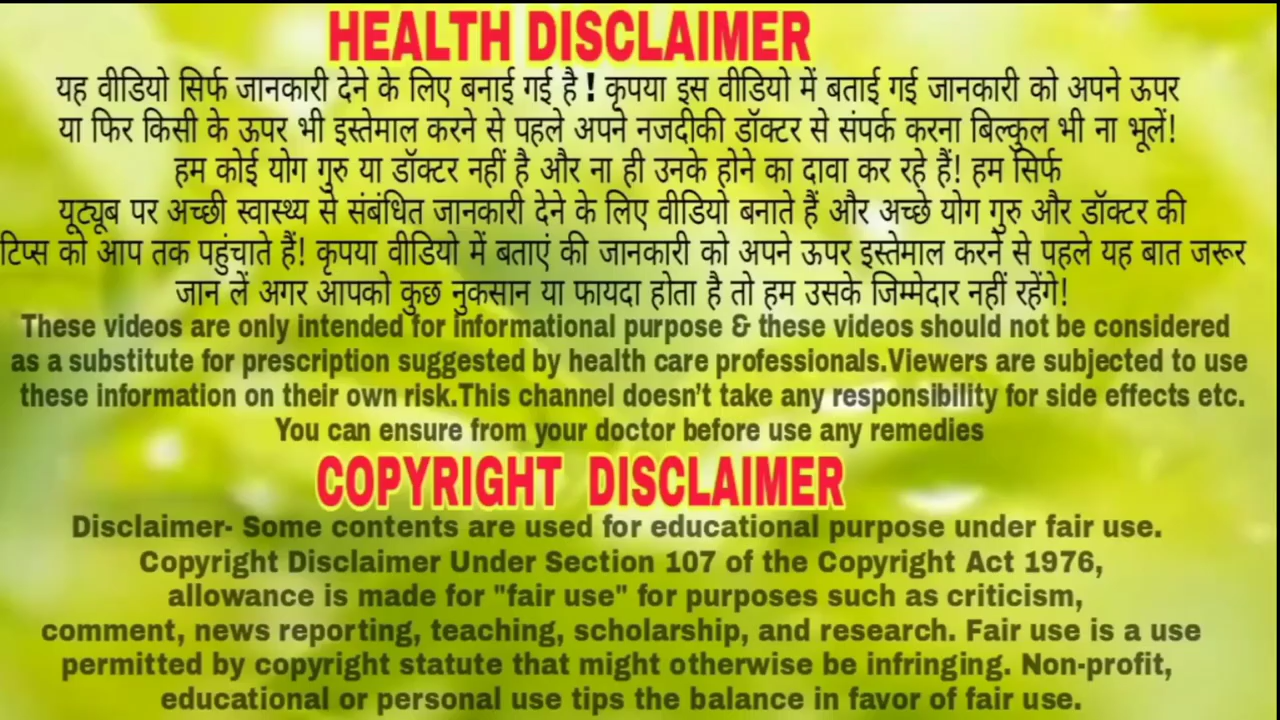 HEALTH DISCLAIMER
यह वीडियो सिर्फ जानकारी देने के लिए बनाई गई है ! कृपया इस वीडियो में बताई गई जानकारी को अपने ऊपर
या फिर किसी के ऊपर भी इस्तेमाल करने से पहले अपने नजदीकी डॉक्टर से संपर्क करना बिल्कुल भी ना भूलें!
हम कोई योग गुरु या डॉक्टर नहीं है और ना ही उनके होने का दावा कर रहे हैं! हम सिर्फ
यूट्यूब पर अच्छी स्वास्थ्य से संबंधित जानकारी देने के लिए वीडियो बनाते हैं और अच्छे योग गुरु और डॉक्टर की
टिप्स को आप तक पहुंचाते हैं! कृपया वीडियो में बताएं की जानकारी को अपने ऊपर इस्तेमाल करने से पहले यह बात जरूर
जान लें अगर आपको कुछ नुकसान या फायदा होता है तो हम उसके जिम्मेदार नहीं रहेंगे!
These videos are only intended for informational purpose & these videos should not be considered
as a substitute for prescription suggested by health care professionals.Viewers are subjected to use
these information on their own risk.This channel doesn't take any responsibility for side effects etc.
You can ensure from your doctor before use any remedies
COPYRIGHT DISCLAIMER
Disclaimer- Some contents are used for educational purpose under fair use.
Copyright Disclaimer Under Section 107 of the Copyright Act 1976,
allowance is made for "fair use" for purposes such as criticism,
comment, news reporting, teaching, scholarship, and research. Fair use is a use
permitted by copyright statute that might otherwise be infringing. Non-profit,
educational or personal use tips the balance in favor of fair use.